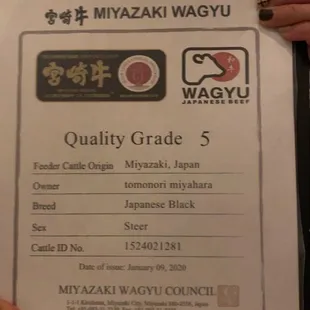 宮崎牛 MIYAZAKI WAGYU
宮崎牛
WAGYU
JAPANESE BEEF
Quality Grade 5
Feeder Cattle Origin Miyazaki, Japan
Owner tomonori miyahara
Breed Japanese Black
Sex Steer
Cattle ID No. 1524021281
Date of issue: January 09, 2020
MIYAZAKI WAGYU COUNCIL